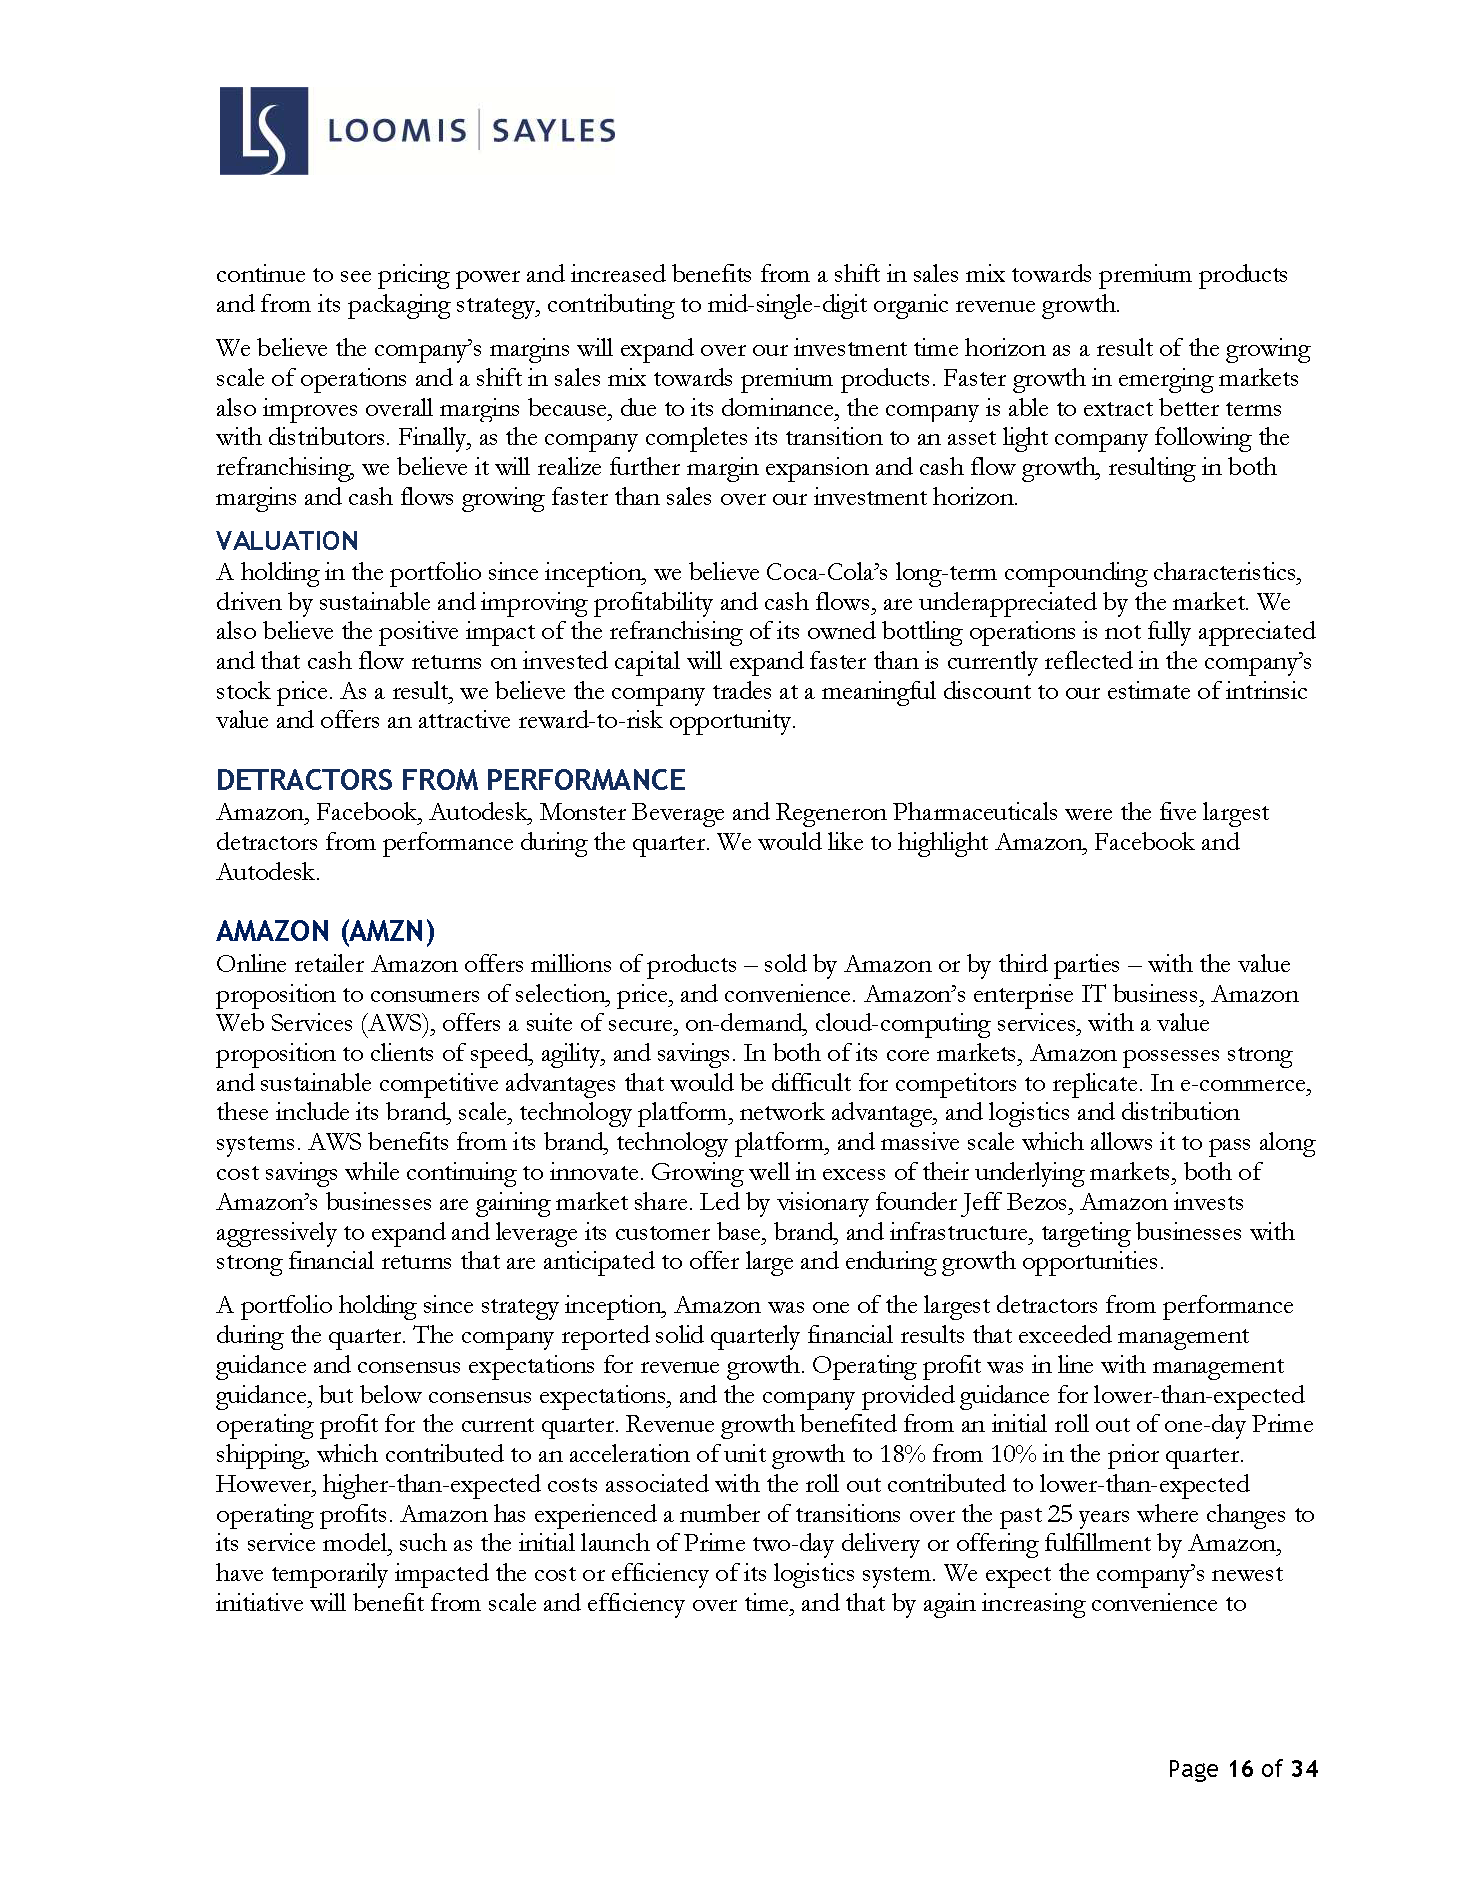 LS LOOMIS | SAYLES
continue to see pricing power and increased benefits from a shift in sales mix towards premium products
and from its packaging strategy, contributing to mid-single-digit organic revenue growth.
We believe the company’s margins will expand over our investment time horizon as a result of the growing
scale of operations and a shift in sales mix towards premium products. Faster growth in emerging markets
also improves overall margins because, due to its dominance, the company is able to extract better terms
with distributors. Finally, as the company completes its transition to an asset light company following the
refranchising, we believe it will realize further margin expansion and cash flow growth, resulting in both
margins and cash flows growing faster than sales over our investment horizon.
VALUATION
A holding in the portfolio since inception, we believe Coca-Cola’s long-term compounding characteristics,
driven by sustainable and improving profitability and cash flows, are underappreciated by the market. We
also believe the positive impact of the refranchising of its owned bottling operations is not fully appreciated
and that cash flow returns on invested capital will expand faster than is currently reflected in the company’s
stock price. As a result, we believe the company trades at a meaningful discount to our estimate of intrinsic
value and offers an attractive reward-to-risk opportunity.
DETRACTORS FROM PERFORMANCE
Amazon, Facebook, Autodesk, Monster Beverage and Regeneron Pharmaceuticals were the five largest
detractors from performance during the quarter. We would like to highlight Amazon, Facebook and
Autodesk.
AMAZON (AMZN)
Online retailer Amazon offers millions of products – sold by Amazon or by third parties – with the value
proposition to consumers of selection, price, and convenience. Amazon’s enterprise IT business, Amazon
Web Services (AWS), offers a suite of secure, on-demand, cloud-computing services, with a value
proposition to clients of speed, agility, and savings. In both of its core markets, Amazon possesses strong
and sustainable competitive advantages that would be difficult for competitors to replicate. In e-commerce,
these include its brand, scale, technology platform, network advantage, and logistics and distribution
systems. AWS benefits from its brand, technology platform, and massive scale which allows it to pass along
cost savings while continuing to innovate. Growing well in excess of their underlying markets, both of
Amazon’s businesses are gaining market share. Led by visionary founder Jeff Bezos, Amazon invests
aggressively to expand and leverage its customer base, brand, and infrastructure, targeting businesses with
strong financial returns that are anticipated to offer large and enduring growth opportunities.
A portfolio holding since strategy inception, Amazon was one of the largest detractors from performance
during the quarter. The company reported solid quarterly financial results that exceeded management
guidance and consensus expectations for revenue growth. Operating profit was in line with management
guidance, but below consensus expectations, and the company provided guidance for lower-than-expected
operating profit for the current quarter. Revenue growth benefited from an initial roll out of one-day Prime
shipping, which contributed to an acceleration of unit growth to 18% from 10% in the prior quarter.
However, higher-than-expected costs associated with the roll out contributed to lower-than-expected
operating profits. Amazon has experienced a number of transitions over the past 25 years where changes to
its service model, such as the initial launch of Prime two-day delivery or offering fulfillment by Amazon,
have temporarily impacted the cost or efficiency of its logistics system. We expect the company’s newest
initiative will benefit from scale and efficiency over time, and that by again increasing convenience to
Page 16 of 34